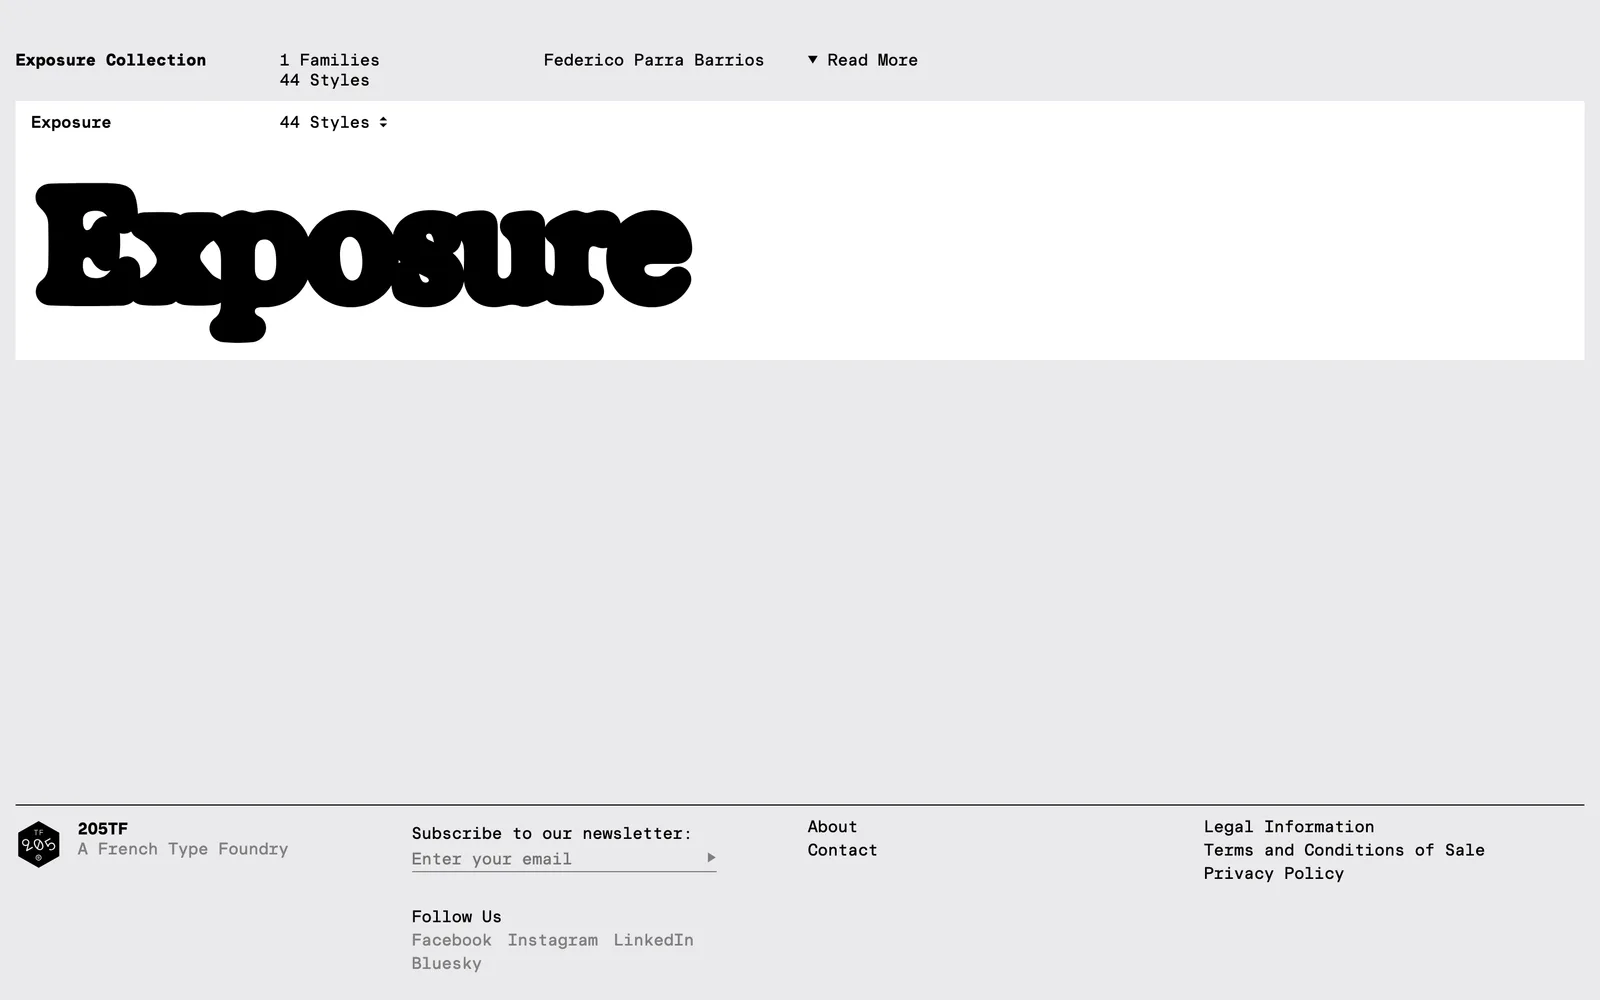 Exposure Collection
1 Families
44 Styles
Federico Parra Barrios
▼ Read More
Exposure
44 Styles
Exposure
TF
205
205TF
A French Type Foundry
Subscribe to our newsletter:
Enter your email
Follow Us
Facebook Instagram LinkedIn
Bluesky
About
Contact
Legal Information
Terms and Conditions of Sale
Privacy Policy